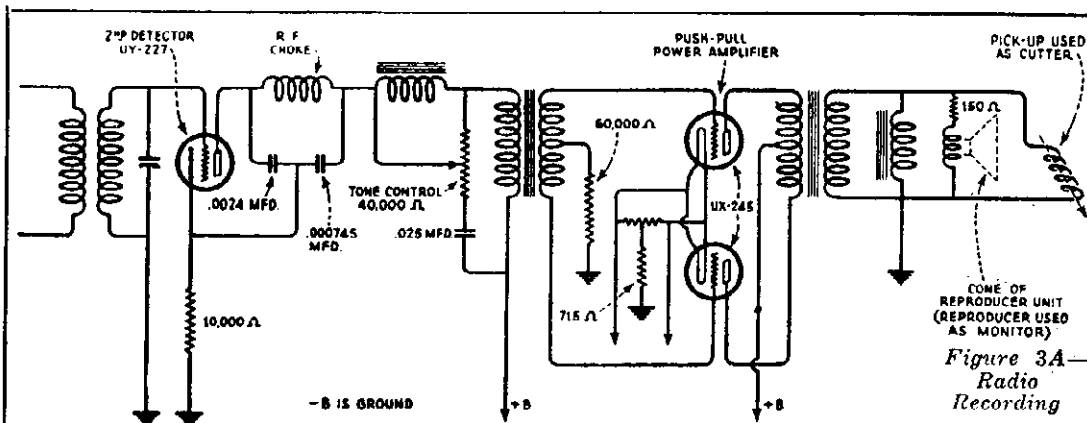 2ND DETECTOR
UY-227
R F
CHOKE
.0024 MFD.
.000745
MFD.
10,000 Ω
TONE CONTROL
40,000 Ω
.025 MFD
-B IS GROUND
+B
PUSH-PULL
POWER AMPLIFIER
60,000 Ω
UX-245
715 Ω
+B
PICK-UP USED
AS CUTTER
150 Ω
CONE OF
REPRODUCER UNIT
(REPRODUCER USED
AS MONITOR)
Figure 3A—
Radio
Recording